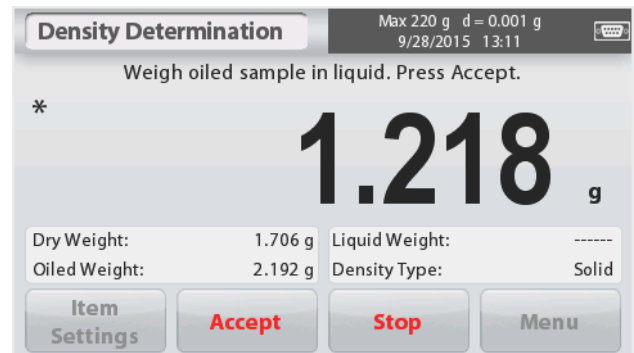 Density Determination
Max 220 g d = 0.001 g
9/28/2015 13:11
Weigh oiled sample in liquid. Press Accept.
*
1.218 g
Dry Weight: 1.706 g Liquid Weight: ------
Oiled Weight: 2.192 g Density Type: Solid
Item
Settings
Accept
Stop
Menu